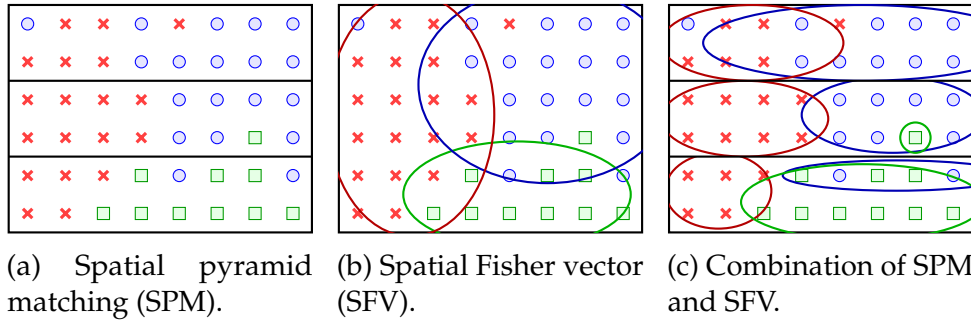 (a) Spatial pyramid
matching (SPM).
(b) Spatial Fisher vector
(SFV).
(c) Combination of SPM
and SFV.